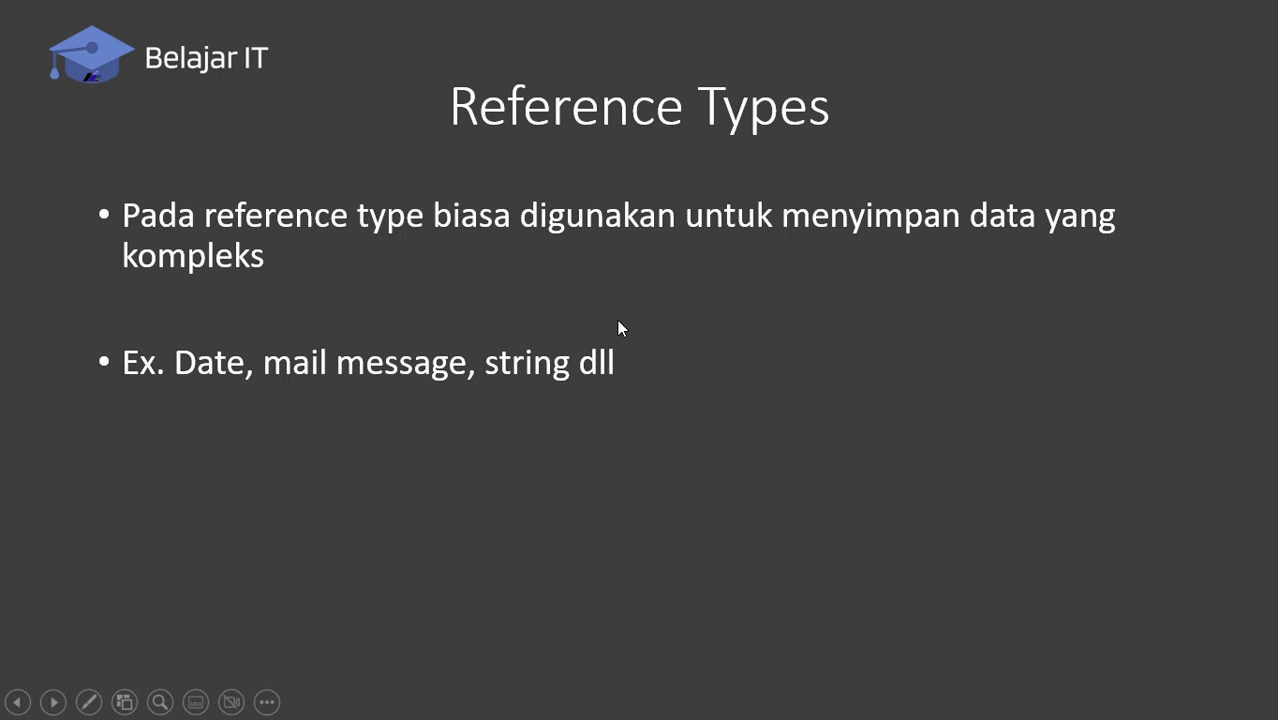 Belajar IT
Reference Types
• Pada reference type biasa digunakan untuk menyimpan data yang
kompleks
• Ex. Date, mail message, string dll